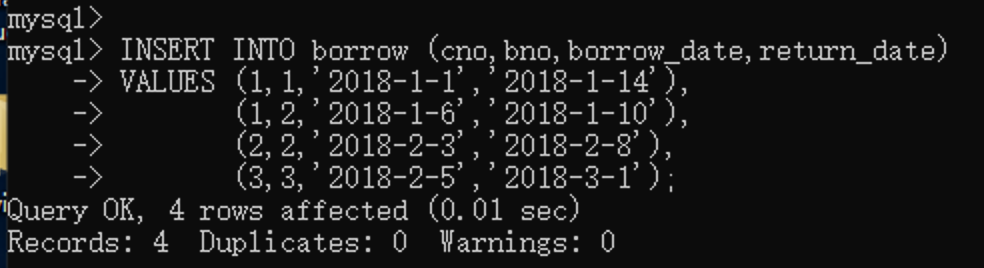 mysql>
mysql> INSERT INTO borrow (cno,bno,borrow_date,return_date)
    -> VALUES (1,1,'2018-1-1','2018-1-14'),
    ->        (1,2,'2018-1-6','2018-1-10'),
    ->        (2,2,'2018-2-3','2018-2-8'),
    ->        (3,3,'2018-2-5','2018-3-1');
Query OK, 4 rows affected (0.01 sec)
Records: 4  Duplicates: 0  Warnings: 0